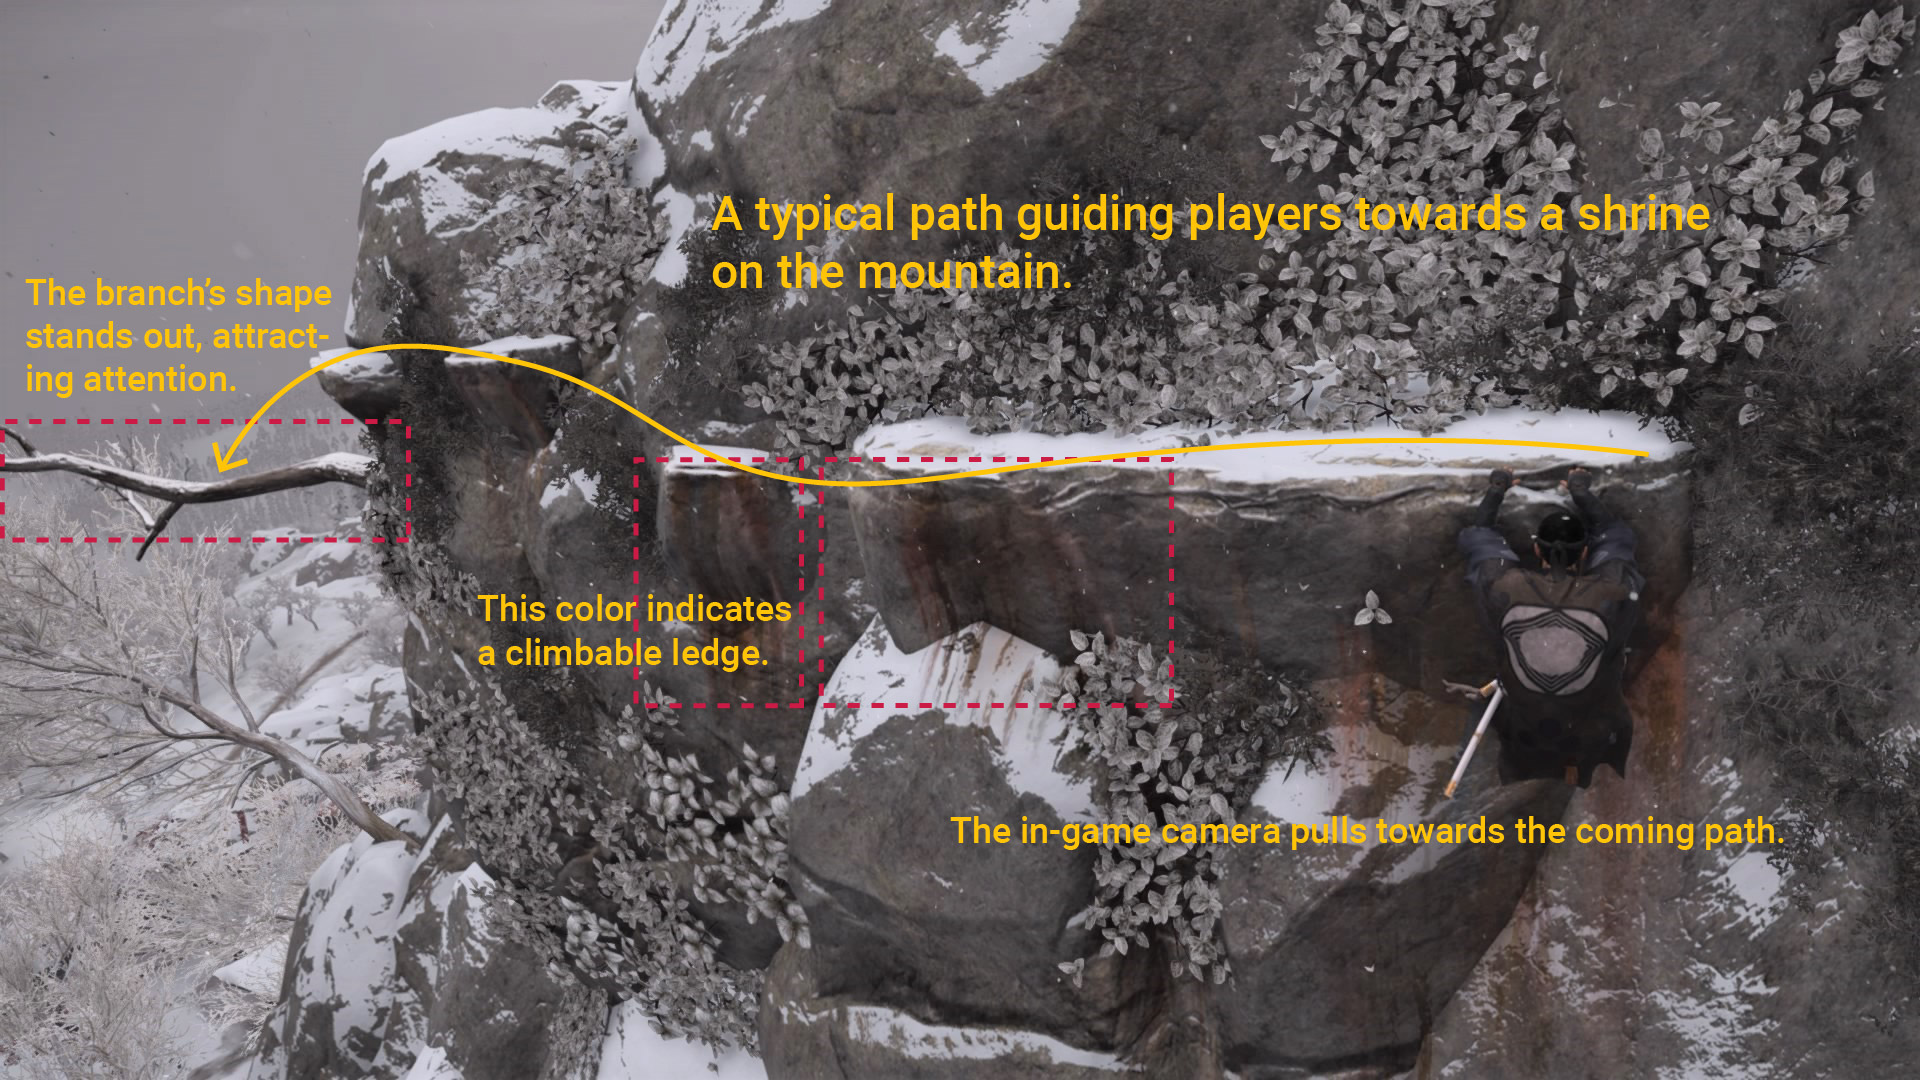 A typical path guiding players towards a shrine
on the mountain.
The branch’s shape
stands out, attract-
ing attention.
This color indicates
a climbable ledge.
The in-game camera pulls towards the coming path.